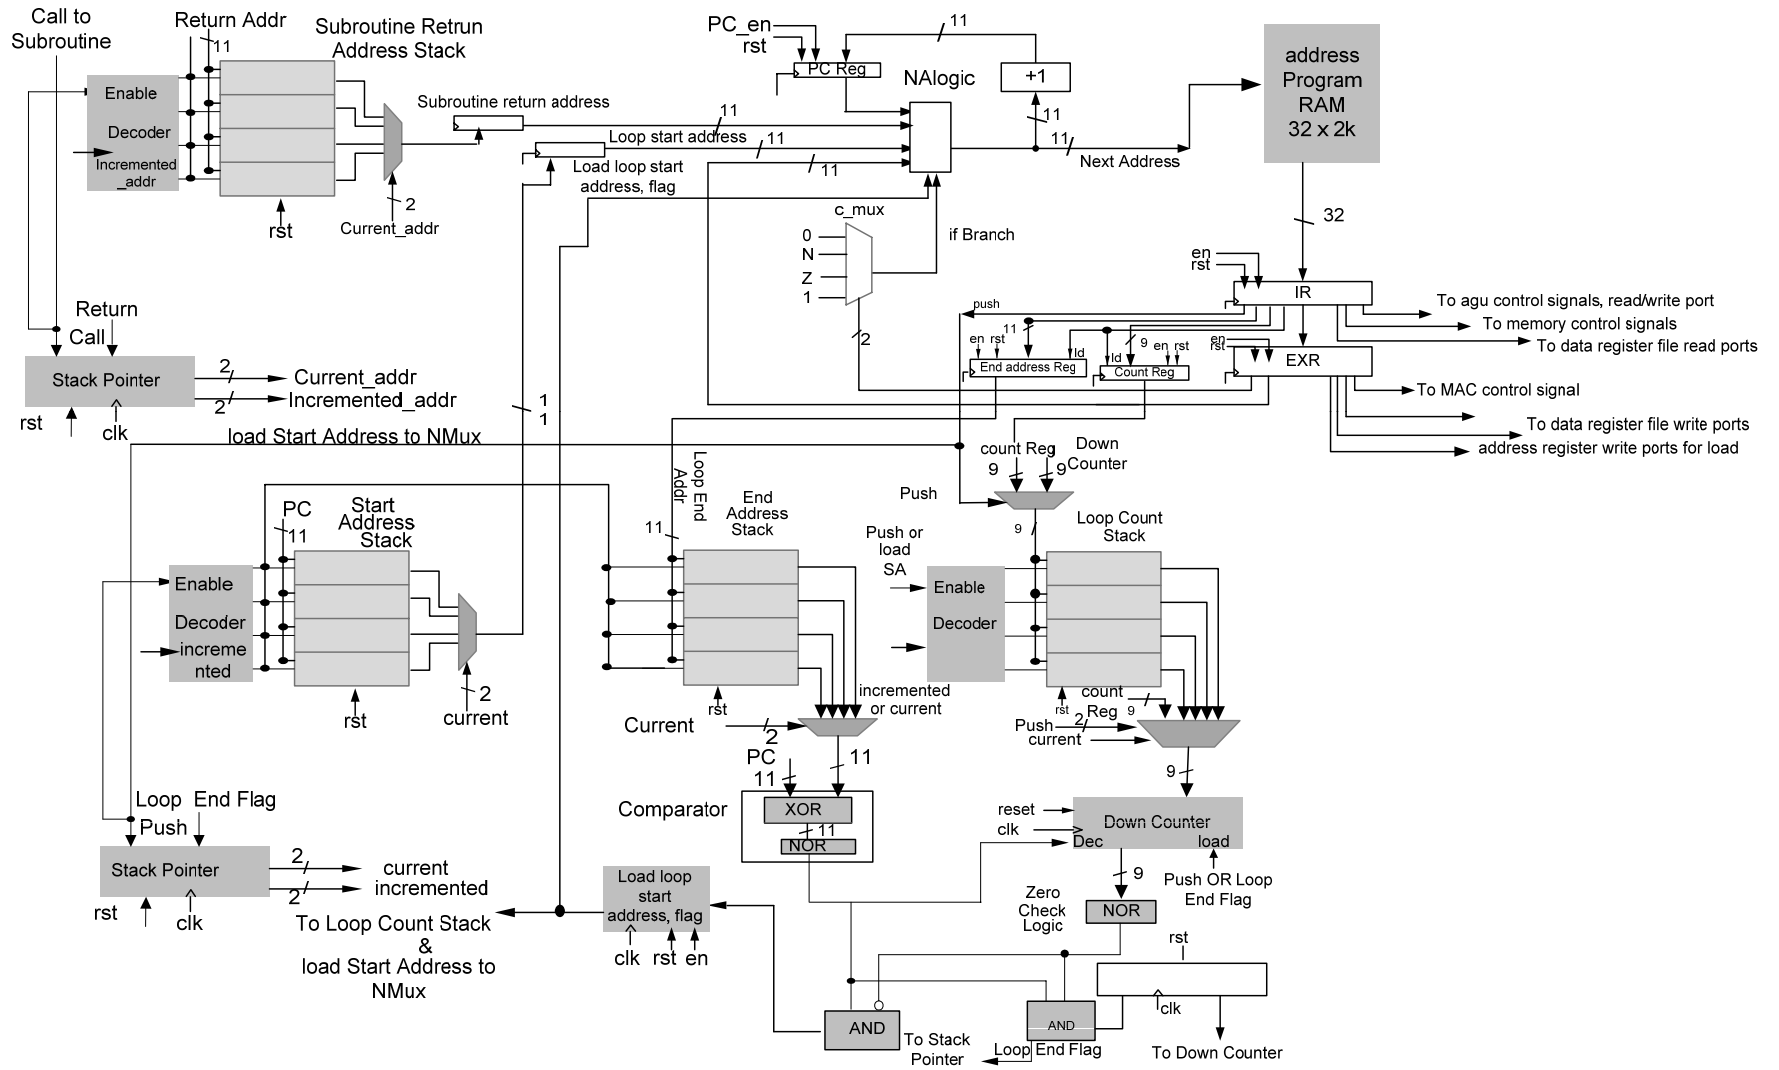 Call to
Subroutine
Return Addr
11
Subroutine Retrun
Address Stack
Enable
Decoder
Incremented
_addr
rst
2
Current_addr
Subroutine return address
11
Loop start address
11
Load loop start
address, flag
11
PC_en
rst
PC Reg
NAlogic
11
+1
11
11
Next Address
address
Program
RAM
32 x 2k
32
c_mux
0
N
Z
1
if Branch
2
en
rst
IR
push
11
9
en rst
ld
End address Reg
ld
en rst
Count Reg
en
rst
EXR
To agu control signals, read/write port
To memory control signals
To data register file read ports
To MAC control signal
To data register file write ports
address register write ports for load
Return
Call
Stack Pointer
2
Current_addr
2
Incremented_addr
rst
clk
load Start Address to NMux
1
1
PC
11
Start
Address
Stack
Enable
Decoder
increme
nted
rst
2
current
Loop End
Addr
11
End
Address
Stack
rst
incremented
or current
Current
2
PC
11
11
Comparator
XOR
11
NOR
count Reg
Down
Counter
9
9
Push
9
Loop Count
Stack
Push or
load
SA
Enable
Decoder
rst
count
Reg
9
Push
2
current
9
reset
clk
Down Counter
Dec
load
9
Push OR Loop
End Flag
Zero
Check
Logic
NOR
rst
clk
To Down Counter
AND
Loop End Flag
To Stack
Pointer
AND
Loop End Flag
Push
Stack Pointer
2
current
2
incremented
rst
clk
To Loop Count Stack
&
load Start Address to
NMux
Load loop
start
address, flag
clk rst en